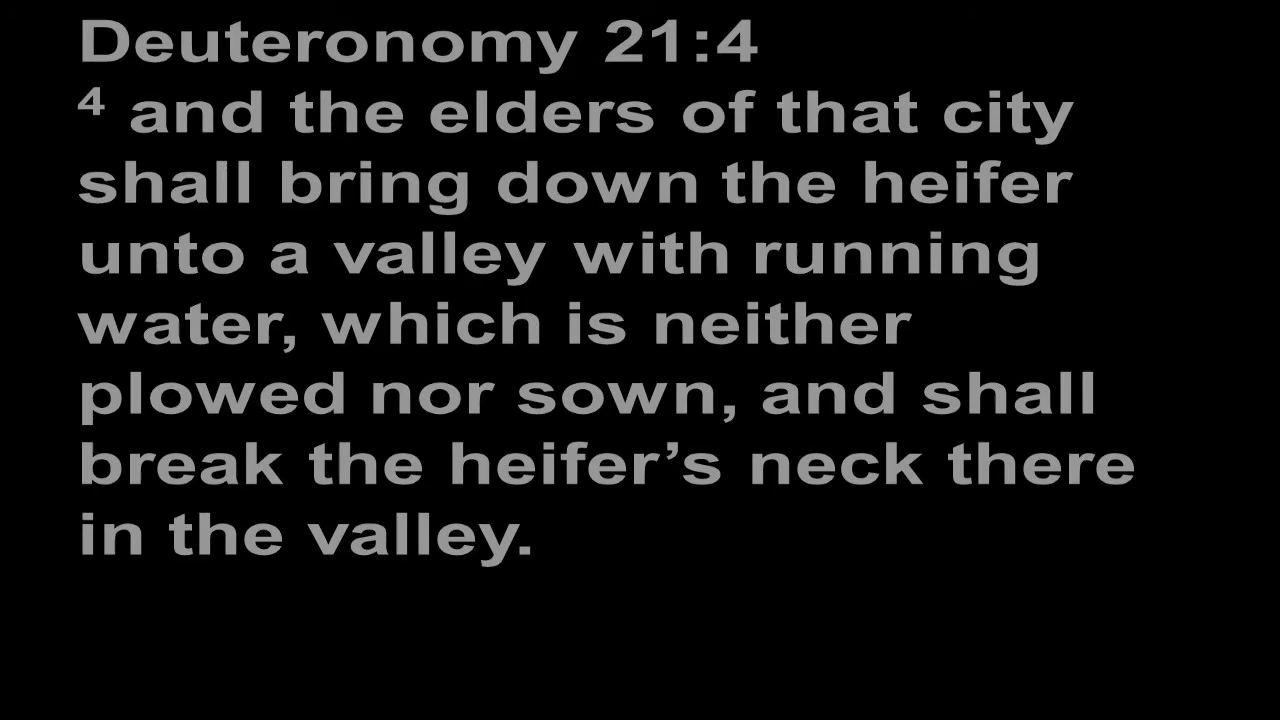 Deuteronomy 21:4
⁴ and the elders of that city
shall bring down the heifer
unto a valley with running
water, which is neither
plowed nor sown, and shall
break the heifer’s neck there
in the valley.